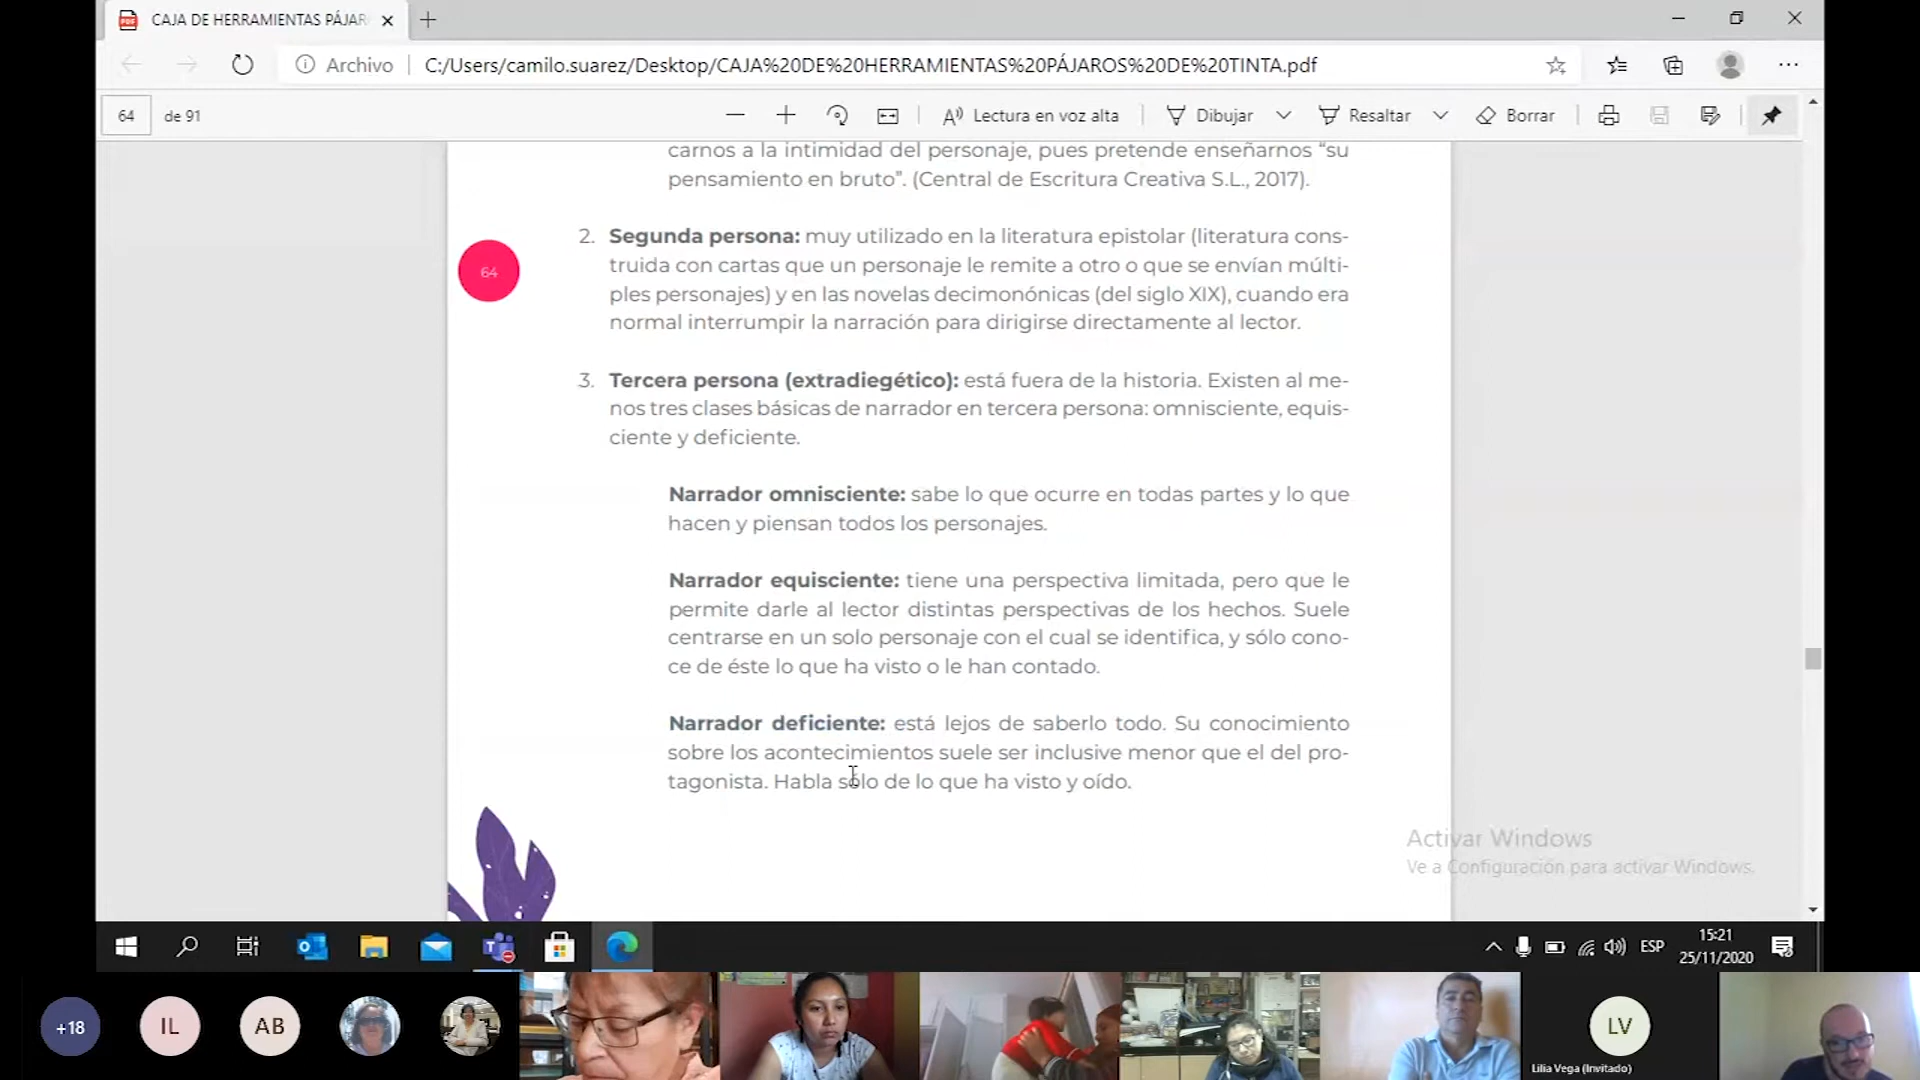 CAJA DE HERRAMIENTAS PÁJAR
Archivo
C:/Users/camilo.suarez/Desktop/CAJA%20DE%20HERRAMIENTAS%20PÁJAROS%20DE%20TINTA.pdf
64 de 91
Lectura en voz alta
Dibujar
Resaltar
Borrar
carnos a la intimidad del personaje, pues pretende enseñarnos “su
pensamiento en bruto”. (Central de Escritura Creativa S.L., 2017).
64
2. Segunda persona: muy utilizado en la literatura epistolar (literatura cons-
truida con cartas que un personaje le remite a otro o que se envían múlti-
ples personajes) y en las novelas decimonónicas (del siglo XIX), cuando era
normal interrumpir la narración para dirigirse directamente al lector.
3. Tercera persona (extradiegético): está fuera de la historia. Existen al me-
nos tres clases básicas de narrador en tercera persona: omnisciente, equis-
ciente y deficiente.
Narrador omnisciente: sabe lo que ocurre en todas partes y lo que
hacen y piensan todos los personajes.
Narrador equisciente: tiene una perspectiva limitada, pero que le
permite darle al lector distintas perspectivas de los hechos. Suele
centrarse en un solo personaje con el cual se identifica, y sólo cono-
ce de éste lo que ha visto o le han contado.
Narrador deficiente: está lejos de saberlo todo. Su conocimiento
sobre los acontecimientos suele ser inclusive menor que el del pro-
tagonista. Habla sólo de lo que ha visto y oído.
Activar Windows
Ve a Configuración para activar Windows.
ESP
15:21
25/11/2020
+18
IL
AB
LV
Lilia Vega (Invitado)